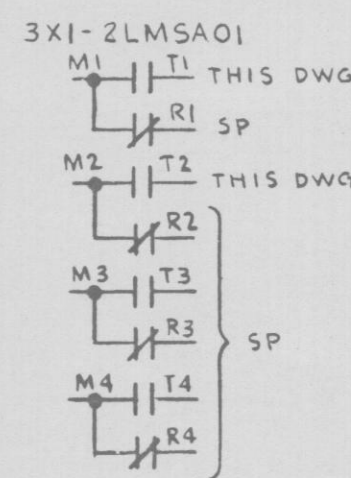 3X1-2LMSA01
M1 T1 THIS DWG
R1 SP
M2 T2 THIS DWG
R2
M3 T3
R3 SP
M4 T4
R4